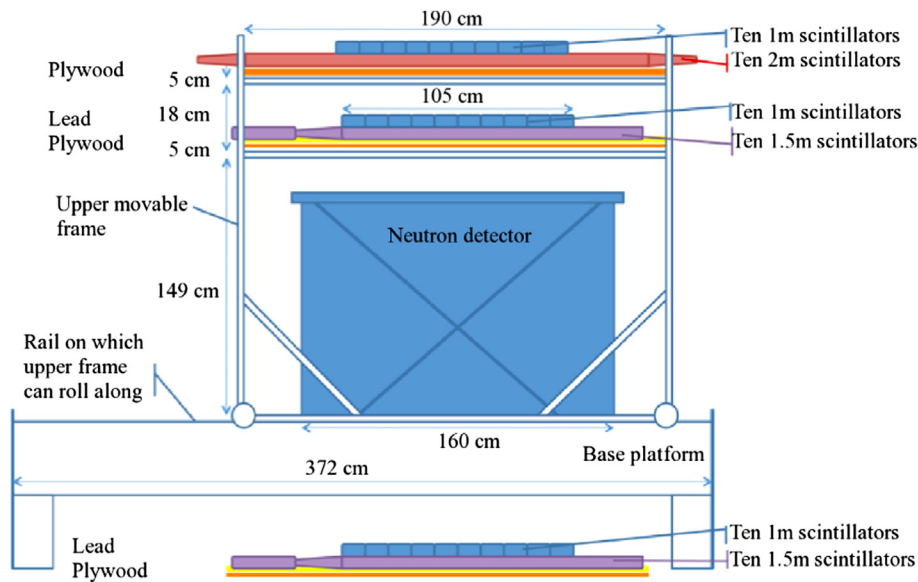 190 cm
Ten 1m scintillators
Ten 2m scintillators
Plywood
5 cm
105 cm
18 cm
Ten 1m scintillators
Lead
Plywood
5 cm
Ten 1.5m scintillators
Upper movable
frame
Neutron detector
149 cm
Rail on which
upper frame
can roll along
160 cm
Base platform
372 cm
Ten 1m scintillators
Lead
Plywood
Ten 1.5m scintillators